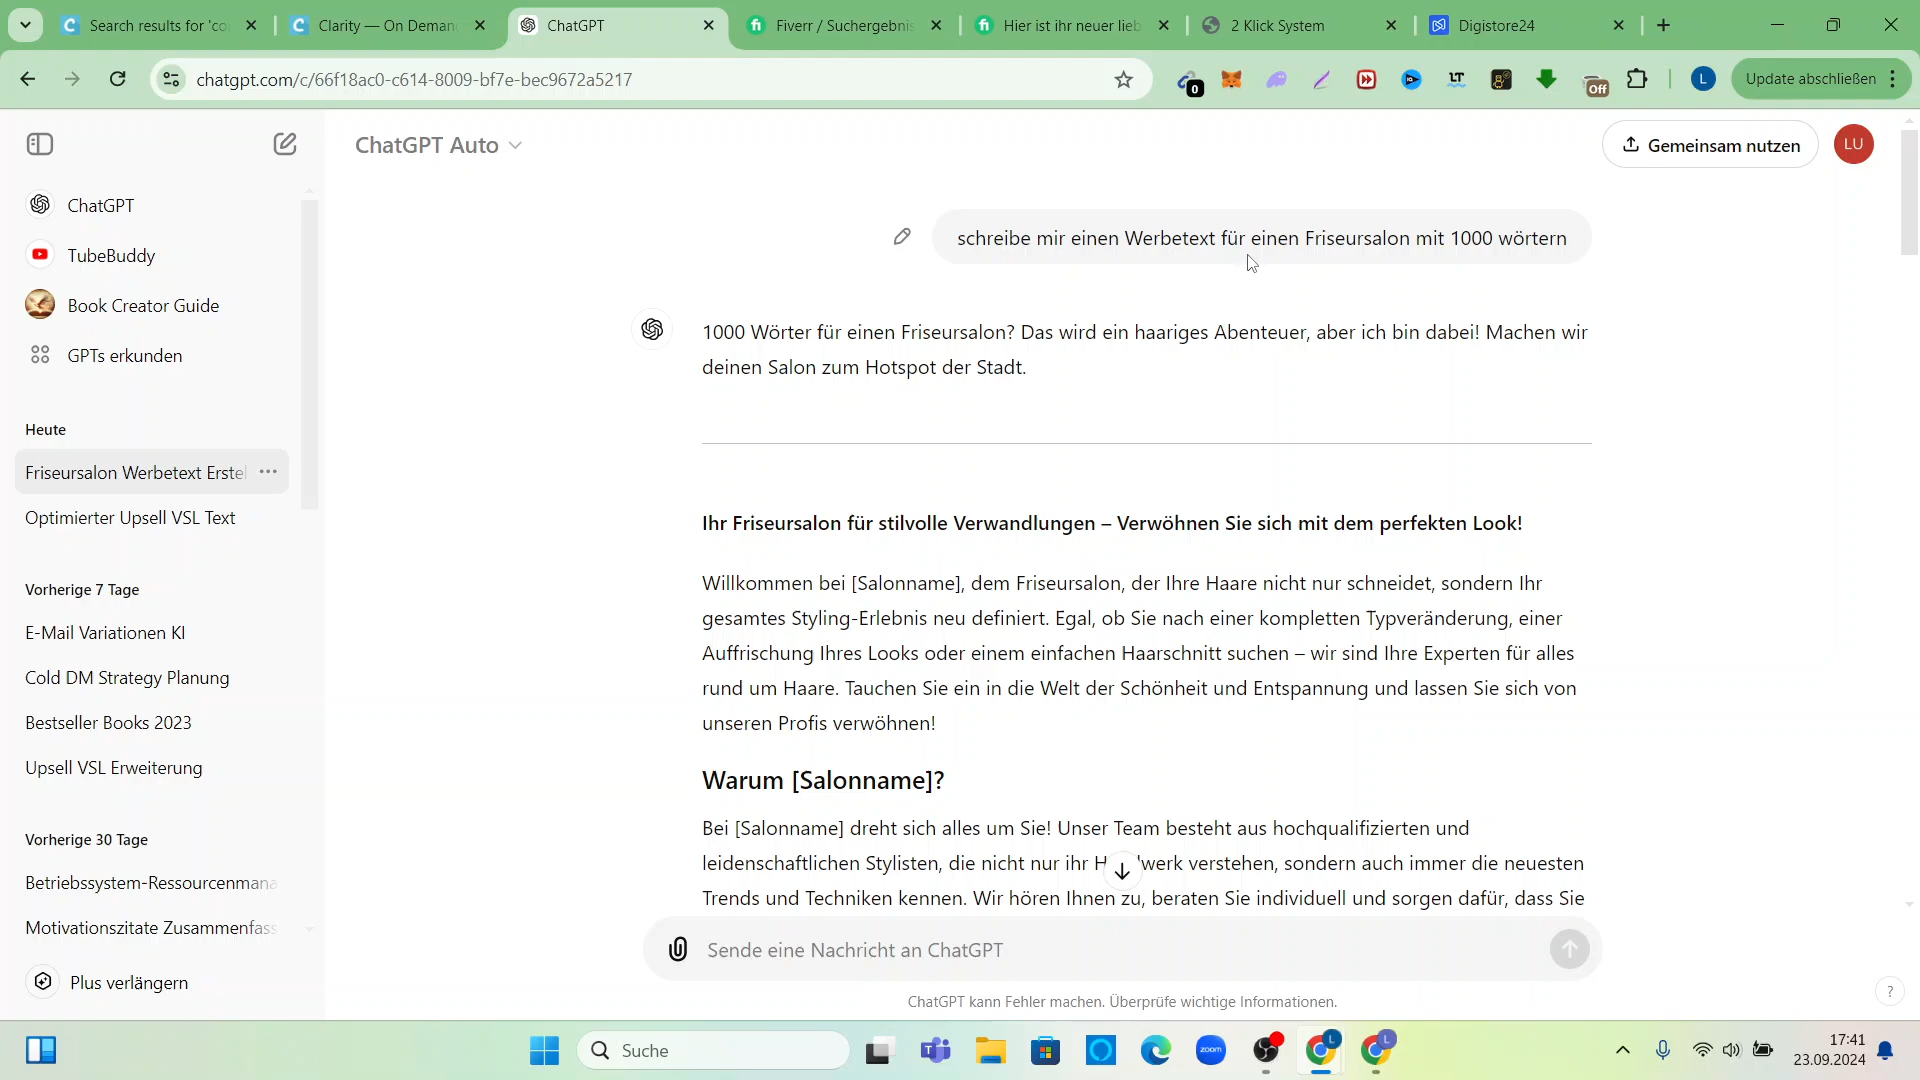 Search results for 'co
Clarity — On Deman
ChatGPT
Fiverr / Suchergebnis
Hier ist ihr neuer lieb
2 Klick System
Digistore24
chatgpt.com/c/66f18ac0-c614-8009-bf7e-bec9672a5217
0
LT
Off
L
Update abschließen
ChatGPT Auto
Gemeinsam nutzen
LU
ChatGPT
TubeBuddy
Book Creator Guide
GPTs erkunden
Heute
Friseursalon Werbetext Erstel
Optimierter Upsell VSL Text
Vorherige 7 Tage
E-Mail Variationen KI
Cold DM Strategy Planung
Bestseller Books 2023
Upsell VSL Erweiterung
Vorherige 30 Tage
Betriebssystem-Ressourcenmana
Motivationszitate Zusammenfass
Plus verlängern
schreibe mir einen Werbetext für einen Friseursalon mit 1000 wörtern
1000 Wörter für einen Friseursalon? Das wird ein haariges Abenteuer, aber ich bin dabei! Machen wir
deinen Salon zum Hotspot der Stadt.
Ihr Friseursalon für stilvolle Verwandlungen – Verwöhnen Sie sich mit dem perfekten Look!
Willkommen bei [Salonname], dem Friseursalon, der Ihre Haare nicht nur schneidet, sondern Ihr
gesamtes Styling-Erlebnis neu definiert. Egal, ob Sie nach einer kompletten Typveränderung, einer
Auffrischung Ihres Looks oder einem einfachen Haarschnitt suchen – wir sind Ihre Experten für alles
rund um Haare. Tauchen Sie ein in die Welt der Schönheit und Entspannung und lassen Sie sich von
unseren Profis verwöhnen!
Warum [Salonname]?
Bei [Salonname] dreht sich alles um Sie! Unser Team besteht aus hochqualifizierten und
leidenschaftlichen Stylisten, die nicht nur ihr H werk verstehen, sondern auch immer die neuesten
Trends und Techniken kennen. Wir hören Ihnen zu, beraten Sie individuell und sorgen dafür, dass Sie
Sende eine Nachricht an ChatGPT
ChatGPT kann Fehler machen. Überprüfe wichtige Informationen.
?
Suche
zoom
L
L
17:41
23.09.2024